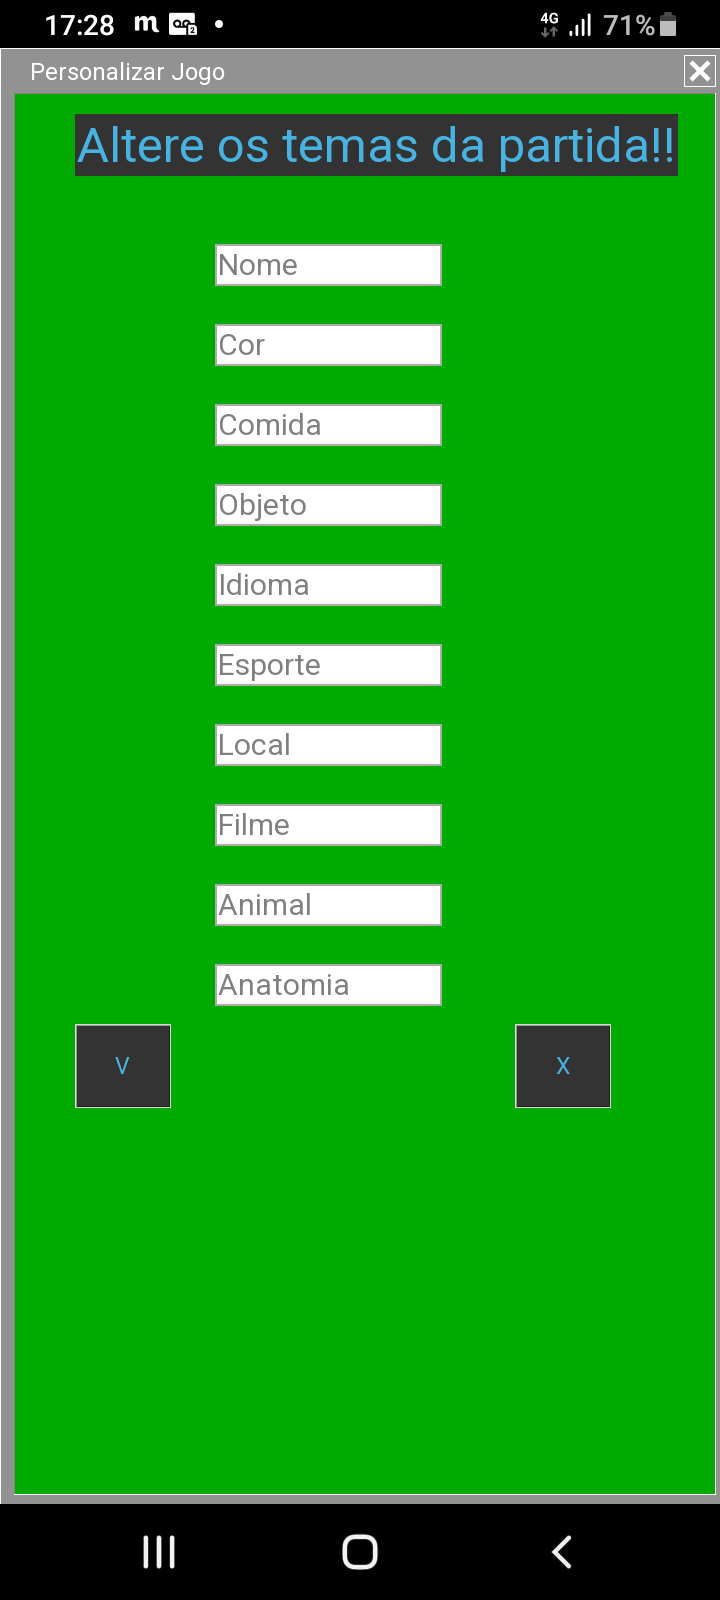 17:28 m 2 4G 71%
Personalizar Jogo
Altere os temas da partida!!
Nome
Cor
Comida
Objeto
Idioma
Esporte
Local
Filme
Animal
Anatomia
V X